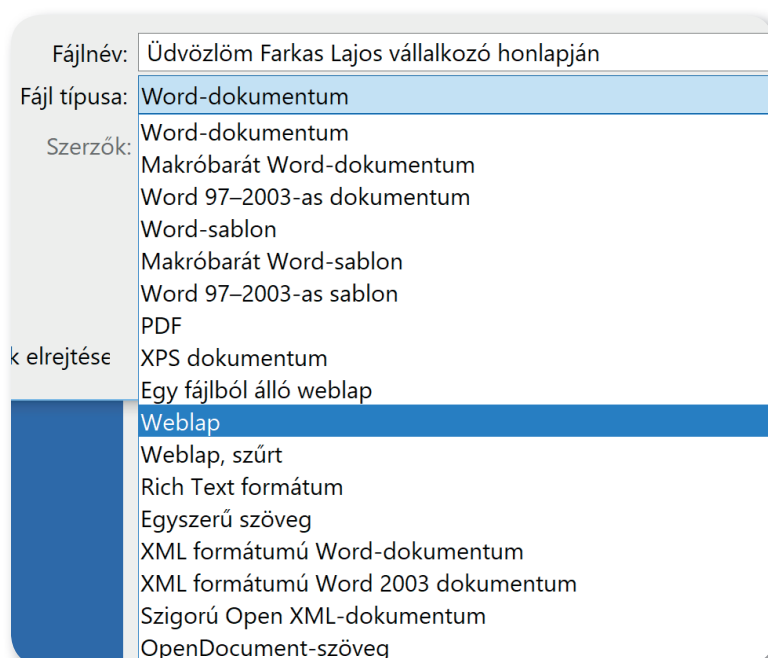 Fájlnév: Üdvözlöm Farkas Lajos vállalkozó honlapján
Fájl típusa: Word-dokumentum
Szerzők:
Word-dokumentum
Makróbarát Word-dokumentum
Word 97–2003-as dokumentum
Word-sablon
Makróbarát Word-sablon
Word 97–2003-as sablon
PDF
k elrejtése
XPS dokumentum
Egy fájlból álló weblap
Weblap
Weblap, szűrt
Rich Text formátum
Egyszerű szöveg
XML formátumú Word-dokumentum
XML formátumú Word 2003 dokumentum
Szigorú Open XML-dokumentum
OpenDocument-szöveg